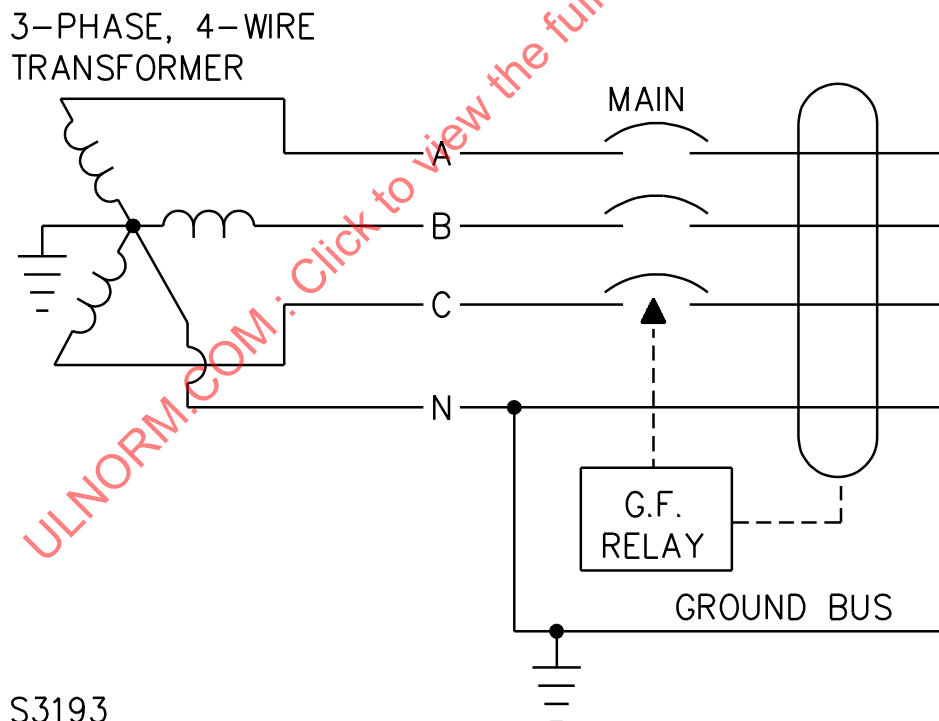 3-PHASE, 4-WIRE
TRANSFORMER
MAIN
A
B
C
N
G.F.
RELAY
GROUND BUS
S3193
ULNORM.COM : Click to view the full